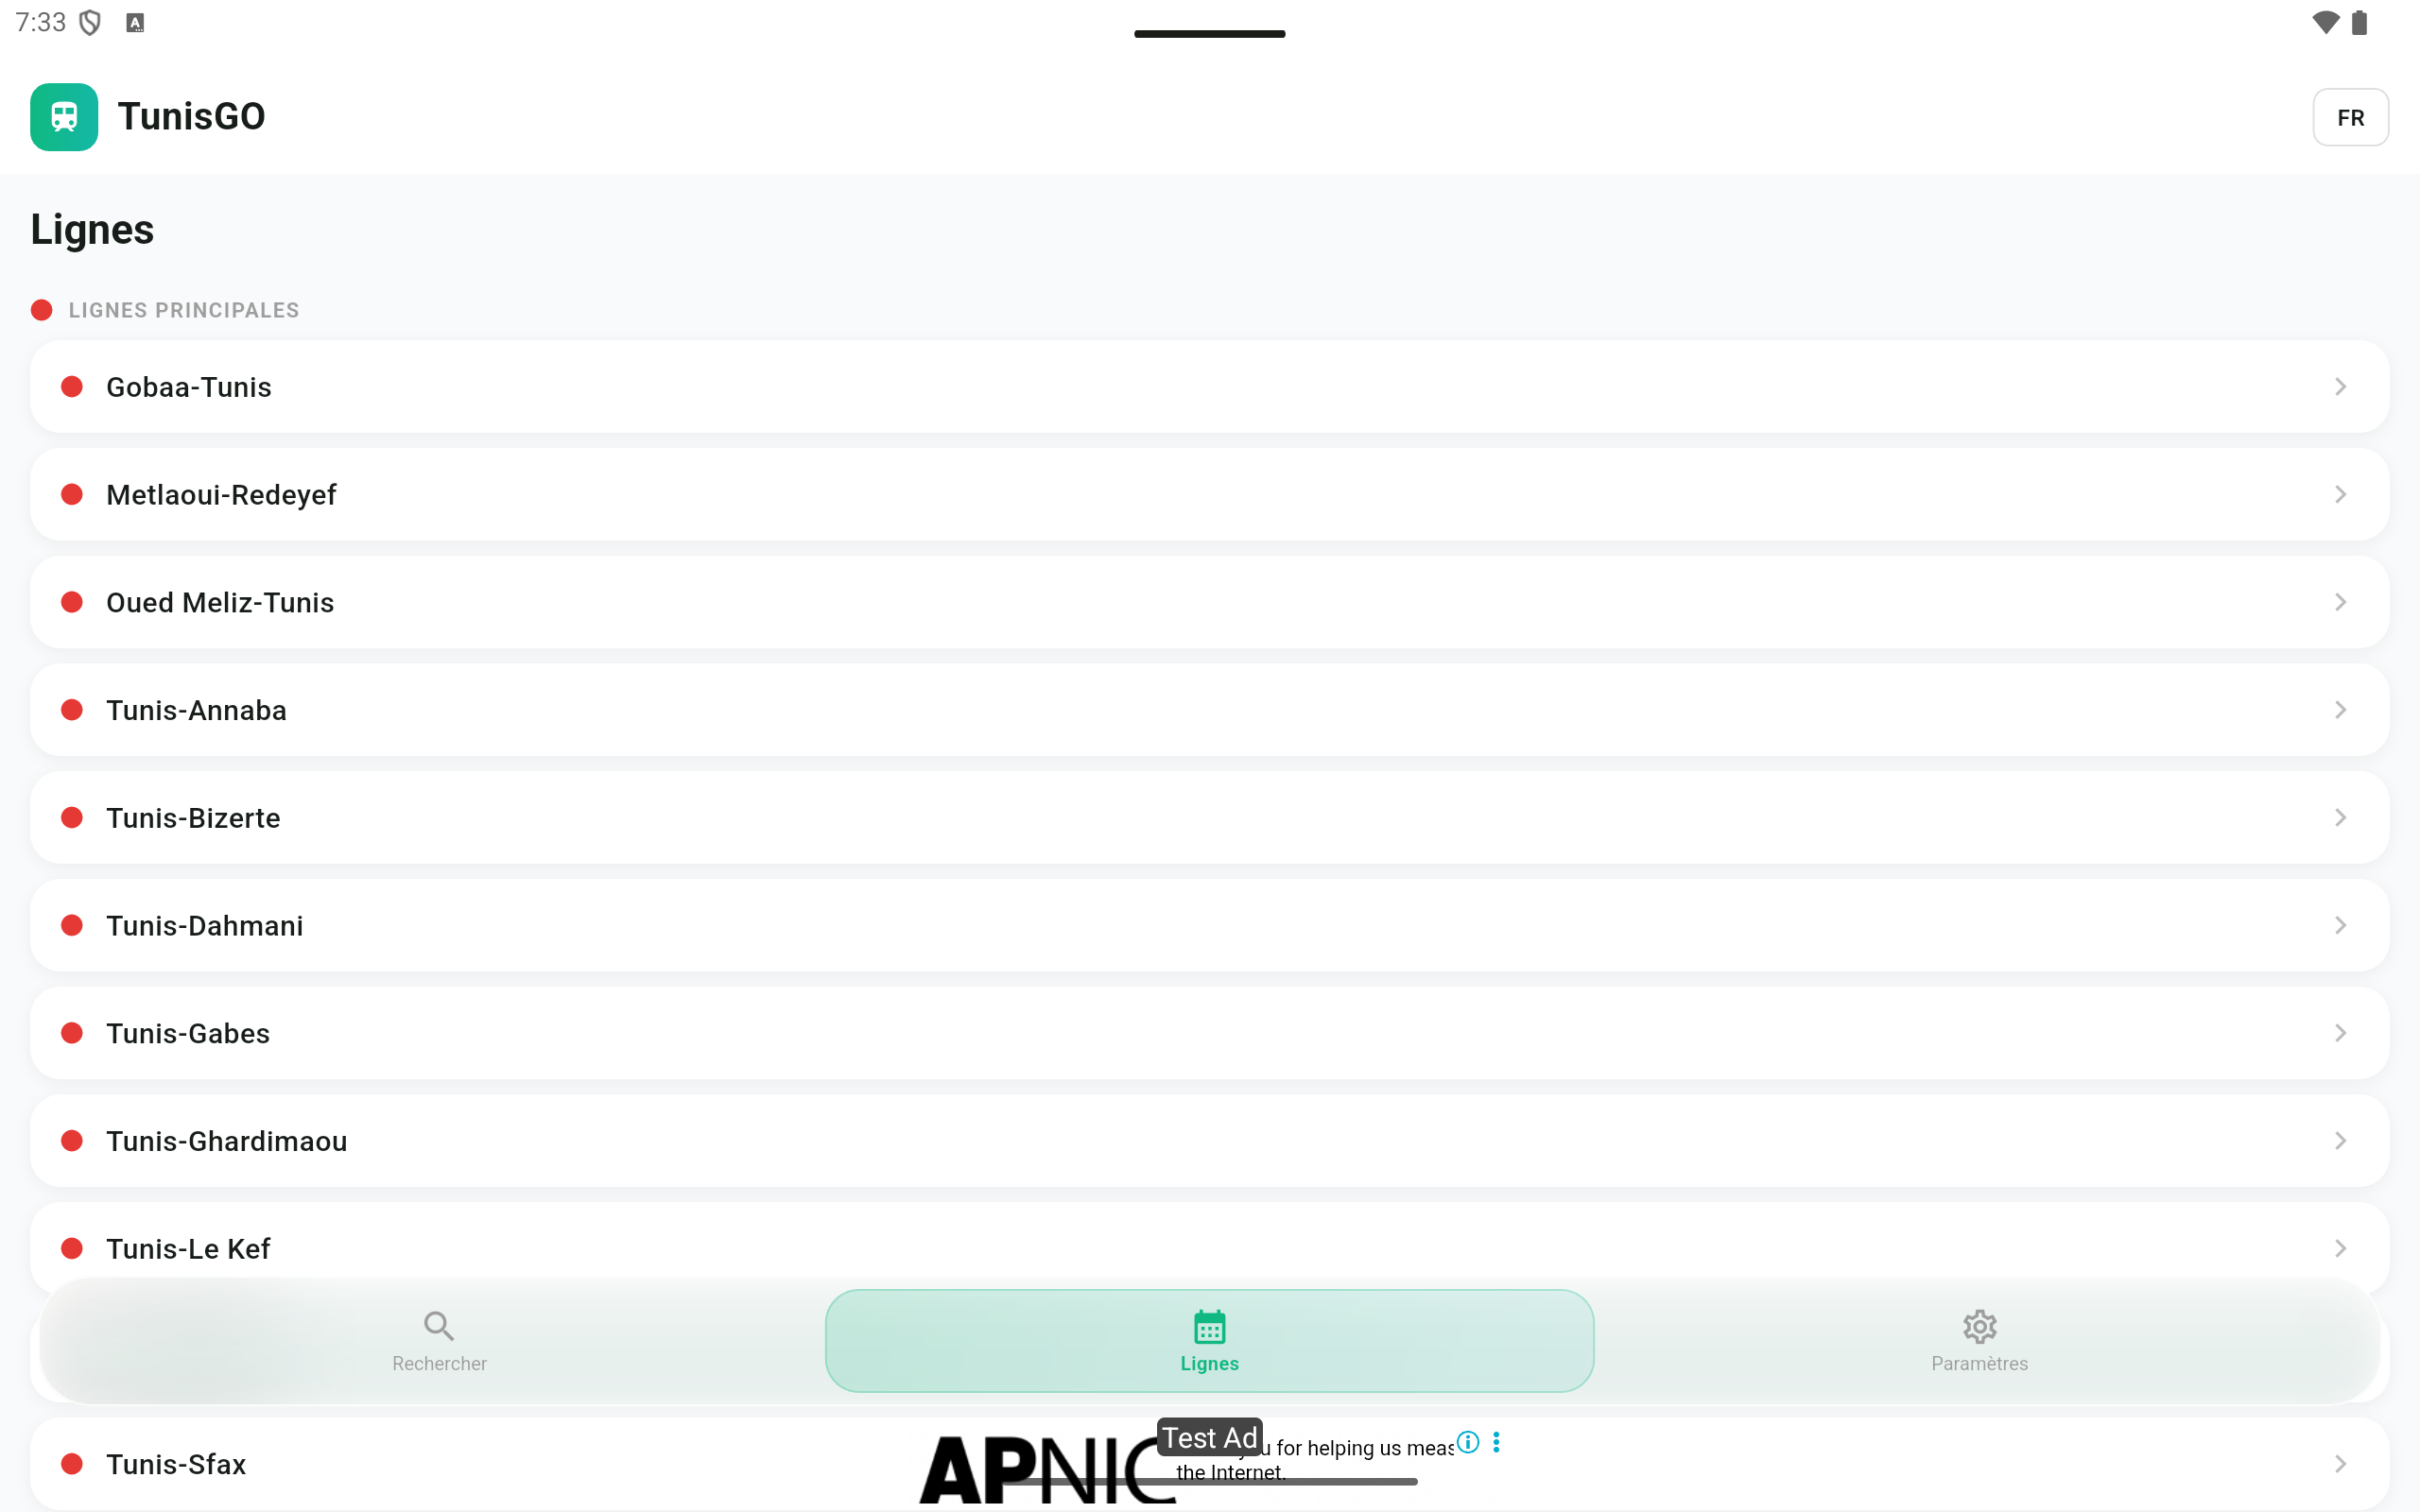 7:33
TunisGO
FR
Lignes
LIGNES PRINCIPALES
Gobaa-Tunis
Metlaoui-Redeyef
Oued Meliz-Tunis
Tunis-Annaba
Tunis-Bizerte
Tunis-Dahmani
Tunis-Gabes
Tunis-Ghardimaou
Tunis-Le Kef
Rechercher
Lignes
Paramètres
Tunis-Sfax
APNIC
Test Ad
for helping us meas
the Internet.